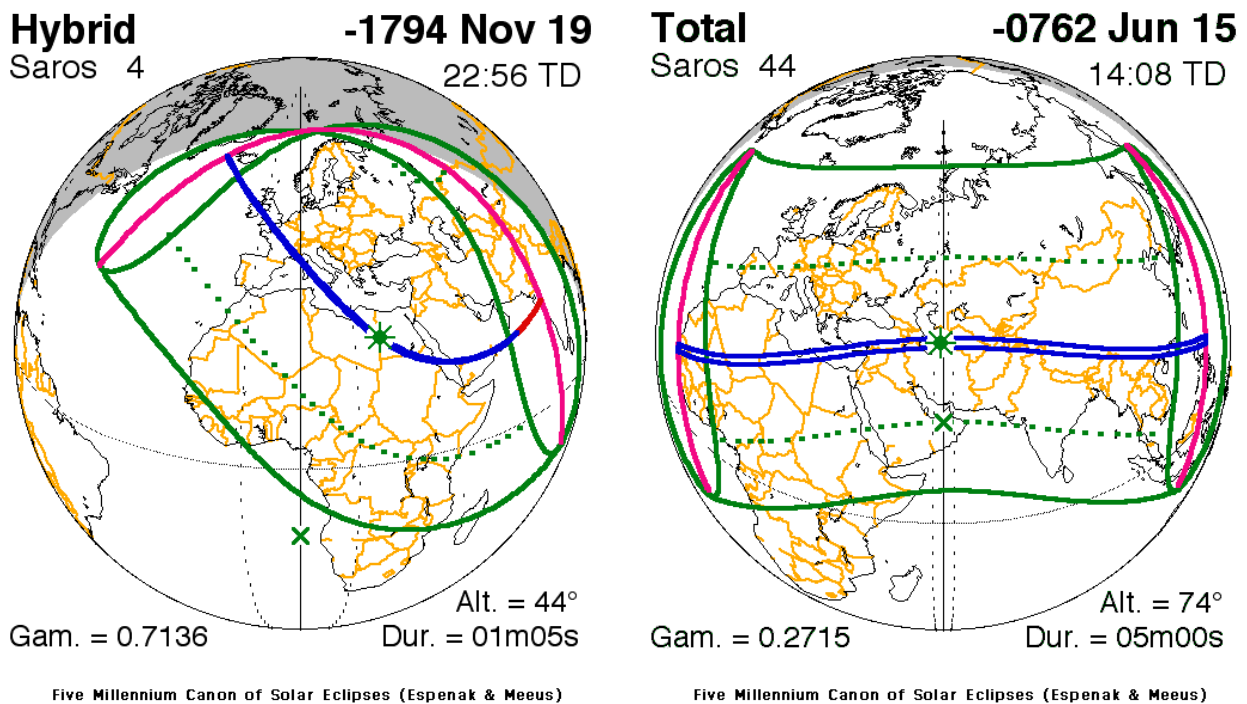 Hybrid -1794 Nov 19
Saros 4 22:56 TD
Alt. = 44°
Gam. = 0.7136 Dur. = 01m05s
Five Millennium Canon of Solar Eclipses (Espenak & Meeus)
Total -0762 Jun 15
Saros 44 14:08 TD
Alt. = 74°
Gam. = 0.2715 Dur. = 05m00s
Five Millennium Canon of Solar Eclipses (Espenak & Meeus)